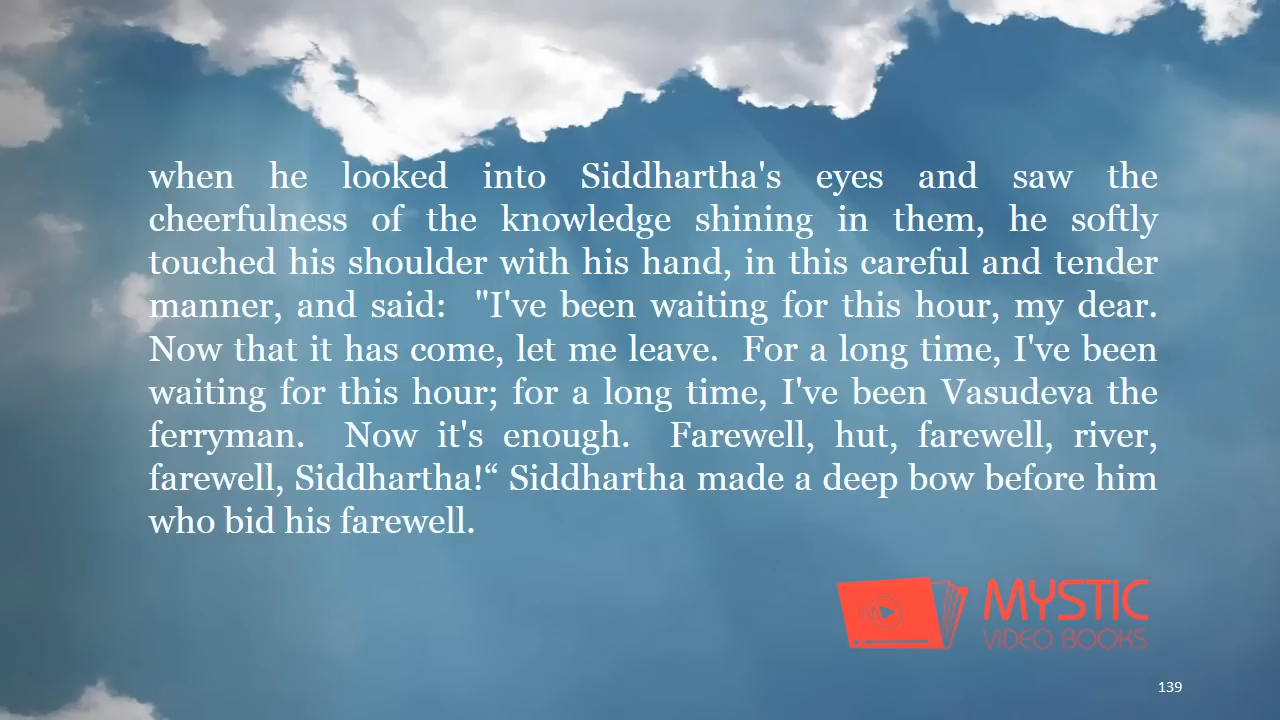 when he looked into Siddhartha's eyes and saw the
cheerfulness of the knowledge shining in them, he softly
touched his shoulder with his hand, in this careful and tender
manner, and said:  "I've been waiting for this hour, my dear.
Now that it has come, let me leave.  For a long time, I've been
waiting for this hour; for a long time, I've been Vasudeva the
ferryman.  Now it's enough.  Farewell, hut, farewell, river,
farewell, Siddhartha!“ Siddhartha made a deep bow before him
who bid his farewell.
MYSTIC
VIDEO BOOKS
139